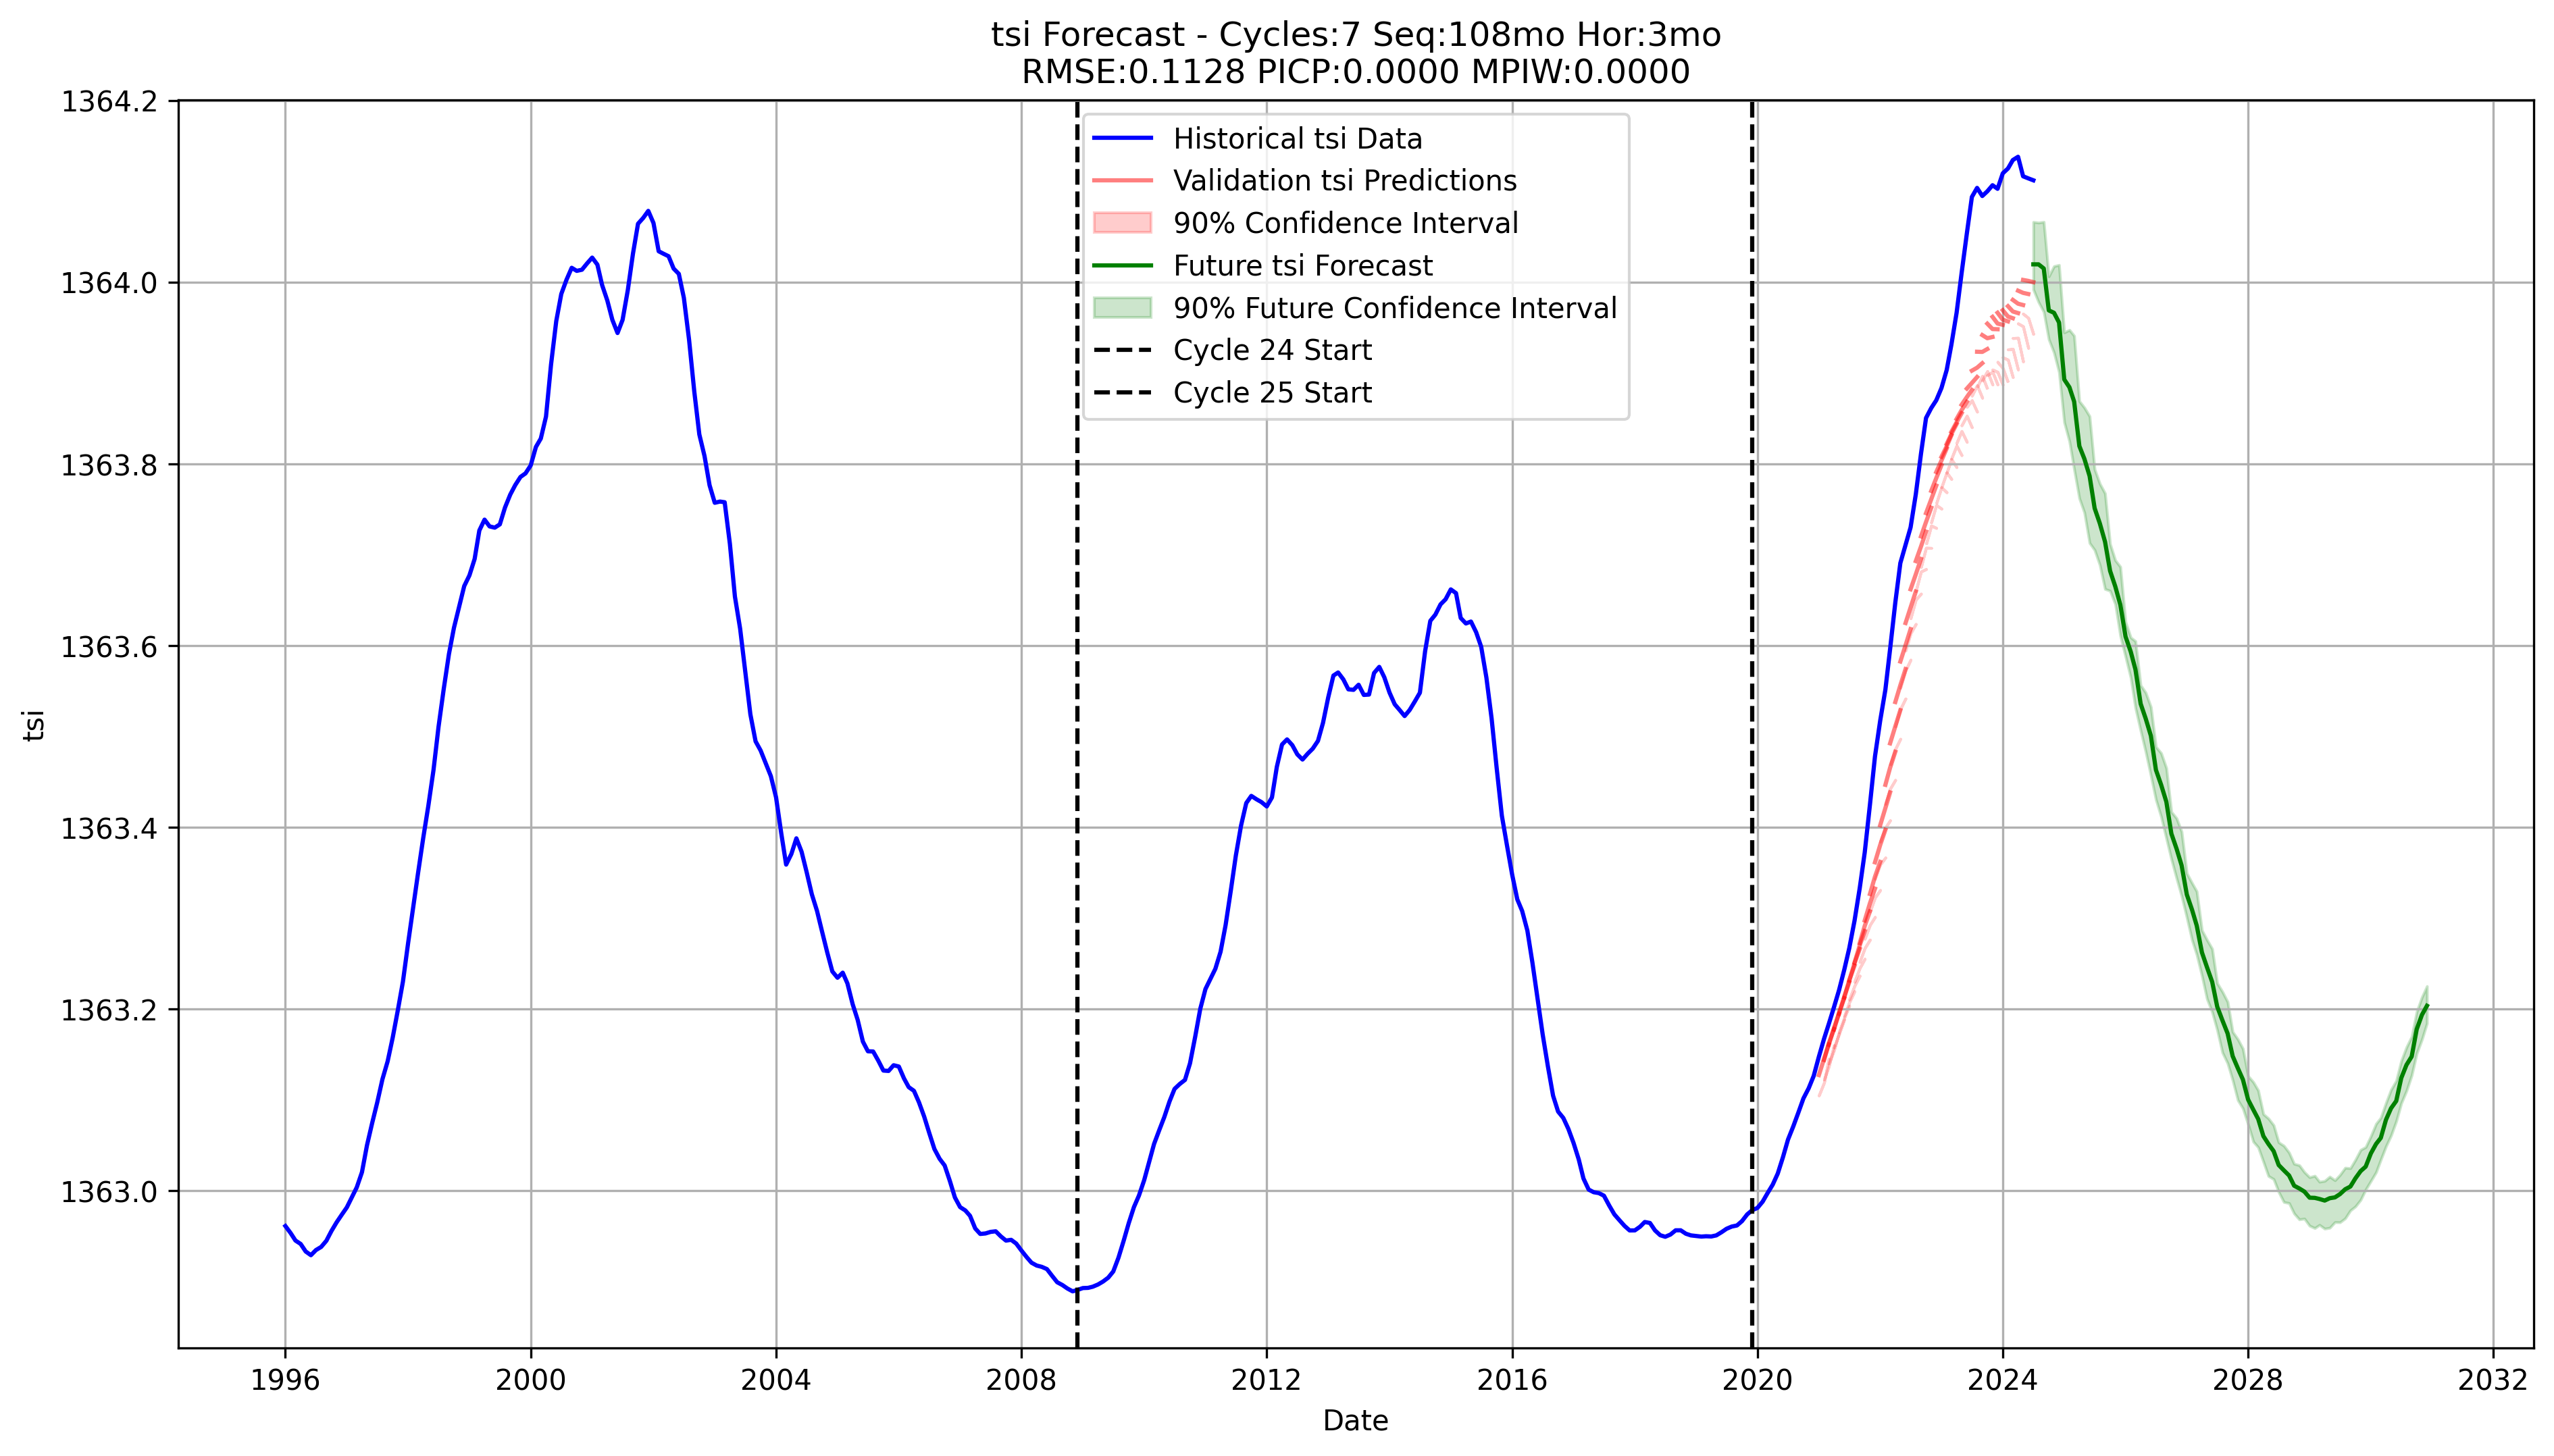 tsi Forecast - Cycles:7 Seq:108mo Hor:3mo
RMSE:0.1128 PICP:0.0000 MPIW:0.0000
1364.2
1364.0
1363.8
1363.6
1363.4
1363.2
1363.0
tsi
Historical tsi Data
Validation tsi Predictions
90% Confidence Interval
Future tsi Forecast
90% Future Confidence Interval
Cycle 24 Start
Cycle 25 Start
1996 2000 2004 2008 2012 2016 2020 2024 2028 2032
Date